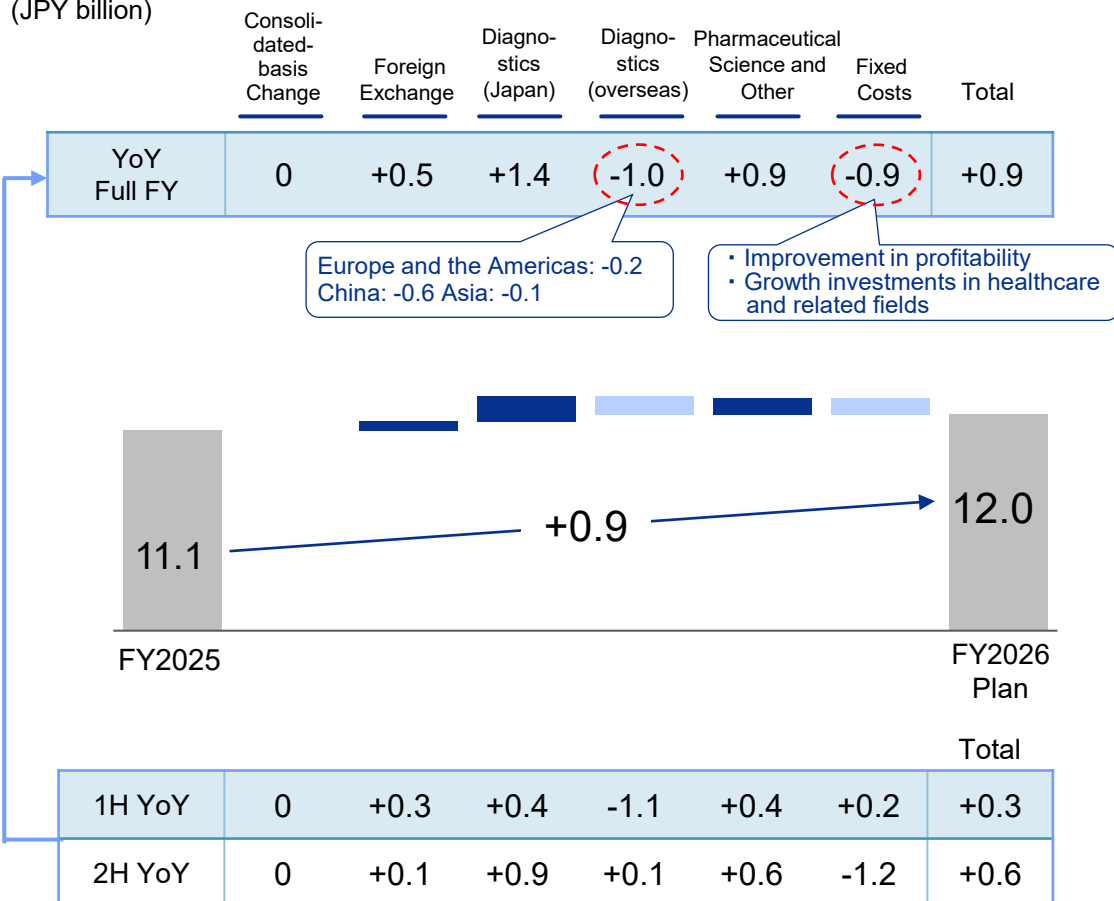 (JPY billion)
Consoli-
dated-
basis
Change
Foreign
Exchange
Diagno-
stics
(Japan)
Diagno-
stics
(overseas)
Pharmaceutical
Science and
Other
Fixed
Costs
Total
YoY
Full FY
0 +0.5 +1.4 -1.0 +0.9 -0.9 +0.9
Europe and the Americas: -0.2
China: -0.6 Asia: -0.1
・Improvement in profitability
・Growth investments in healthcare
and related fields
11.1
+0.9
12.0
FY2025
FY2026
Plan
Total
1H YoY 0 +0.3 +0.4 -1.1 +0.4 +0.2 +0.3
2H YoY 0 +0.1 +0.9 +0.1 +0.6 -1.2 +0.6